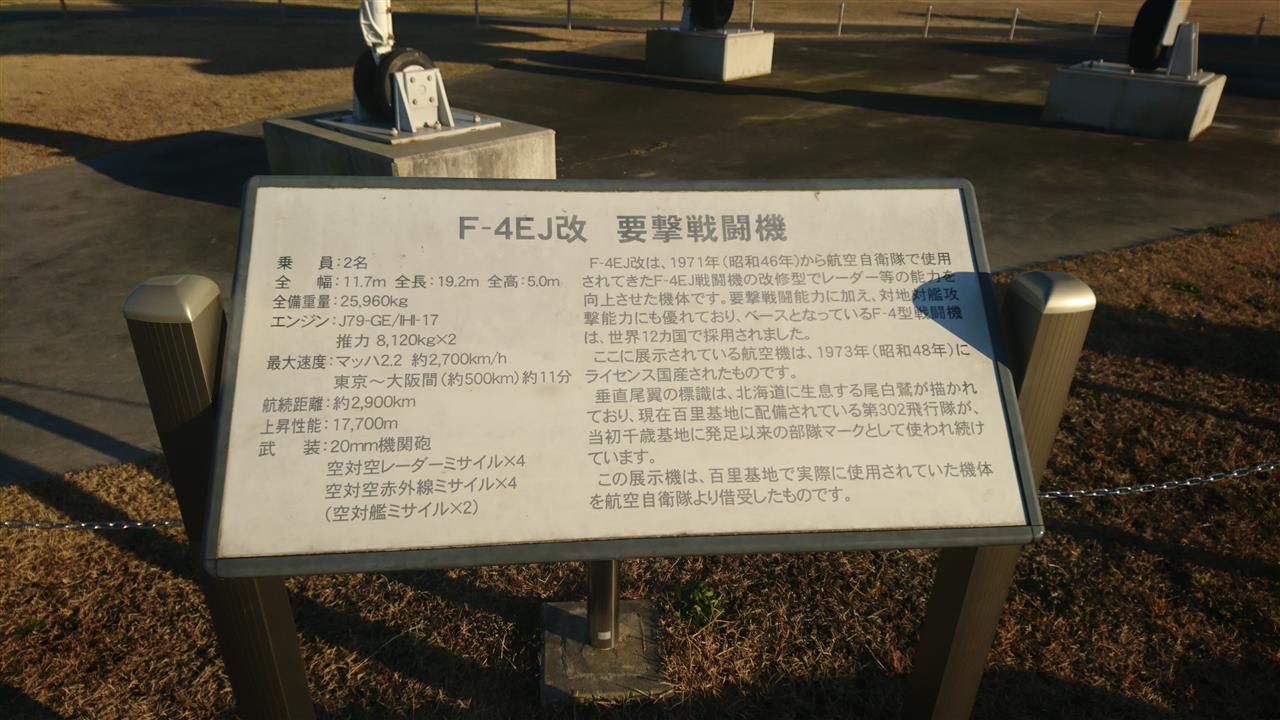 F-4EJ改 要撃戦闘機
乗 員：2名
全 幅：11.7m 全長：19.2m 全高：5.0m
全備重量：25,960kg
エンジン：J79-GE/IHI-17
推力 8,120kg×2
最大速度：マッハ2.2 約2,700km/h
東京～大阪間（約500km）約11分
航続距離：約2,900km
上昇性能：17,700m
武 装：20mm機関砲
空対空レーダーミサイル×4
空対空赤外線ミサイル×4
（空対艦ミサイル×2）
F-4EJ改は、1971年（昭和46年）から航空自衛隊で使用
されてきたF-4EJ戦闘機の改修型でレーダー等の能力を
向上させた機体です。要撃戦闘能力に加え、対地対艦攻
撃能力にも優れており、ベースとなっているF-4型戦闘機
は、世界12カ国で採用されました。
ここに展示されている航空機は、1973年（昭和48年）に
ライセンス国産されたものです。
垂直尾翼の標識は、北海道に生息する尾白鷲が描かれ
ており、現在百里基地に配備されている第302飛行隊が、
当初千歳基地に発足以来の部隊マークとして使われ続け
ています。
この展示機は、百里基地で実際に使用されていた機体
を航空自衛隊より借受したものです。